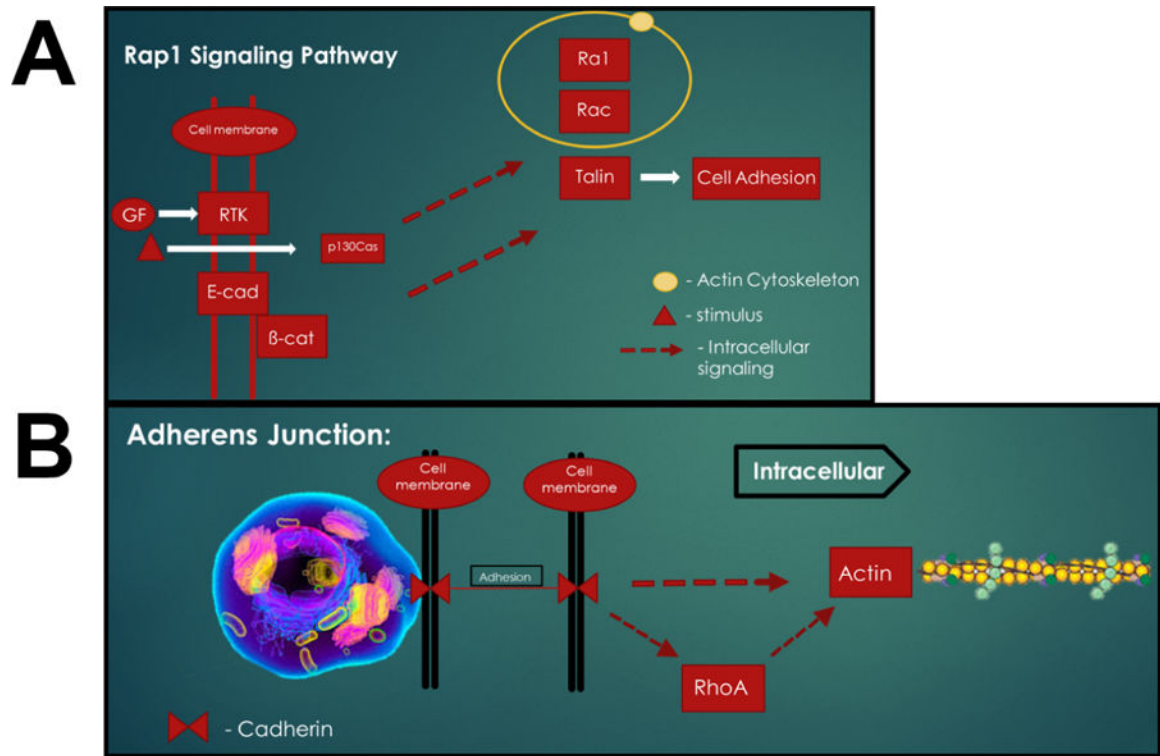 A
Rap1 Signaling Pathway
Cell membrane
GF
RTK
p130Cas
E-cad
ß-cat
Ra1
Rac
Talin
Cell Adhesion
- Actin Cytoskeleton
- stimulus
- Intracellular
signaling
B
Adherens Junction:
Cell
membrane
Cell
membrane
Intracellular
Adhesion
Actin
RhoA
- Cadherin